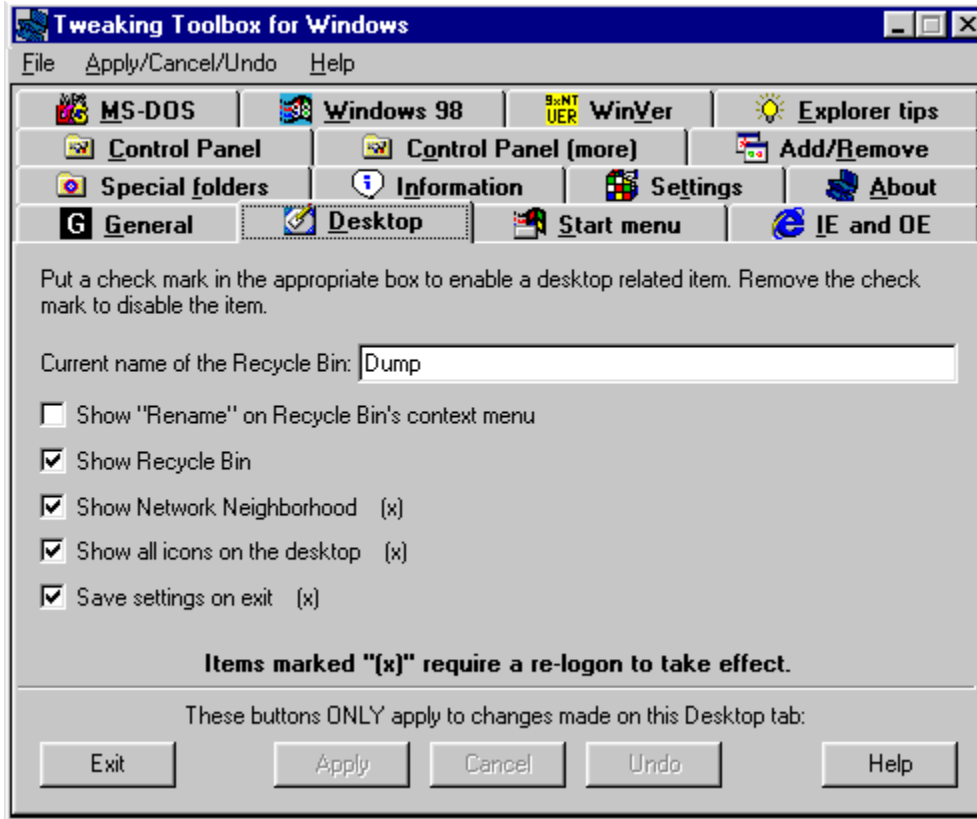 Tweaking Toolbox for Windows
File Apply/Cancel/Undo Help
MS-DOS Windows 98 9xNT VER WinVer Explorer tips
Control Panel Control Panel (more) Add/Remove
Special folders Information Settings About
G General Desktop Start menu IE and OE
Put a check mark in the appropriate box to enable a desktop related item. Remove the check
mark to disable the item.
Current name of the Recycle Bin: Dump
Show "Rename" on Recycle Bin's context menu
Show Recycle Bin
Show Network Neighborhood (x)
Show all icons on the desktop (x)
Save settings on exit (x)
Items marked "(x)" require a re-logon to take effect.
These buttons ONLY apply to changes made on this Desktop tab:
Exit Apply Cancel Undo Help